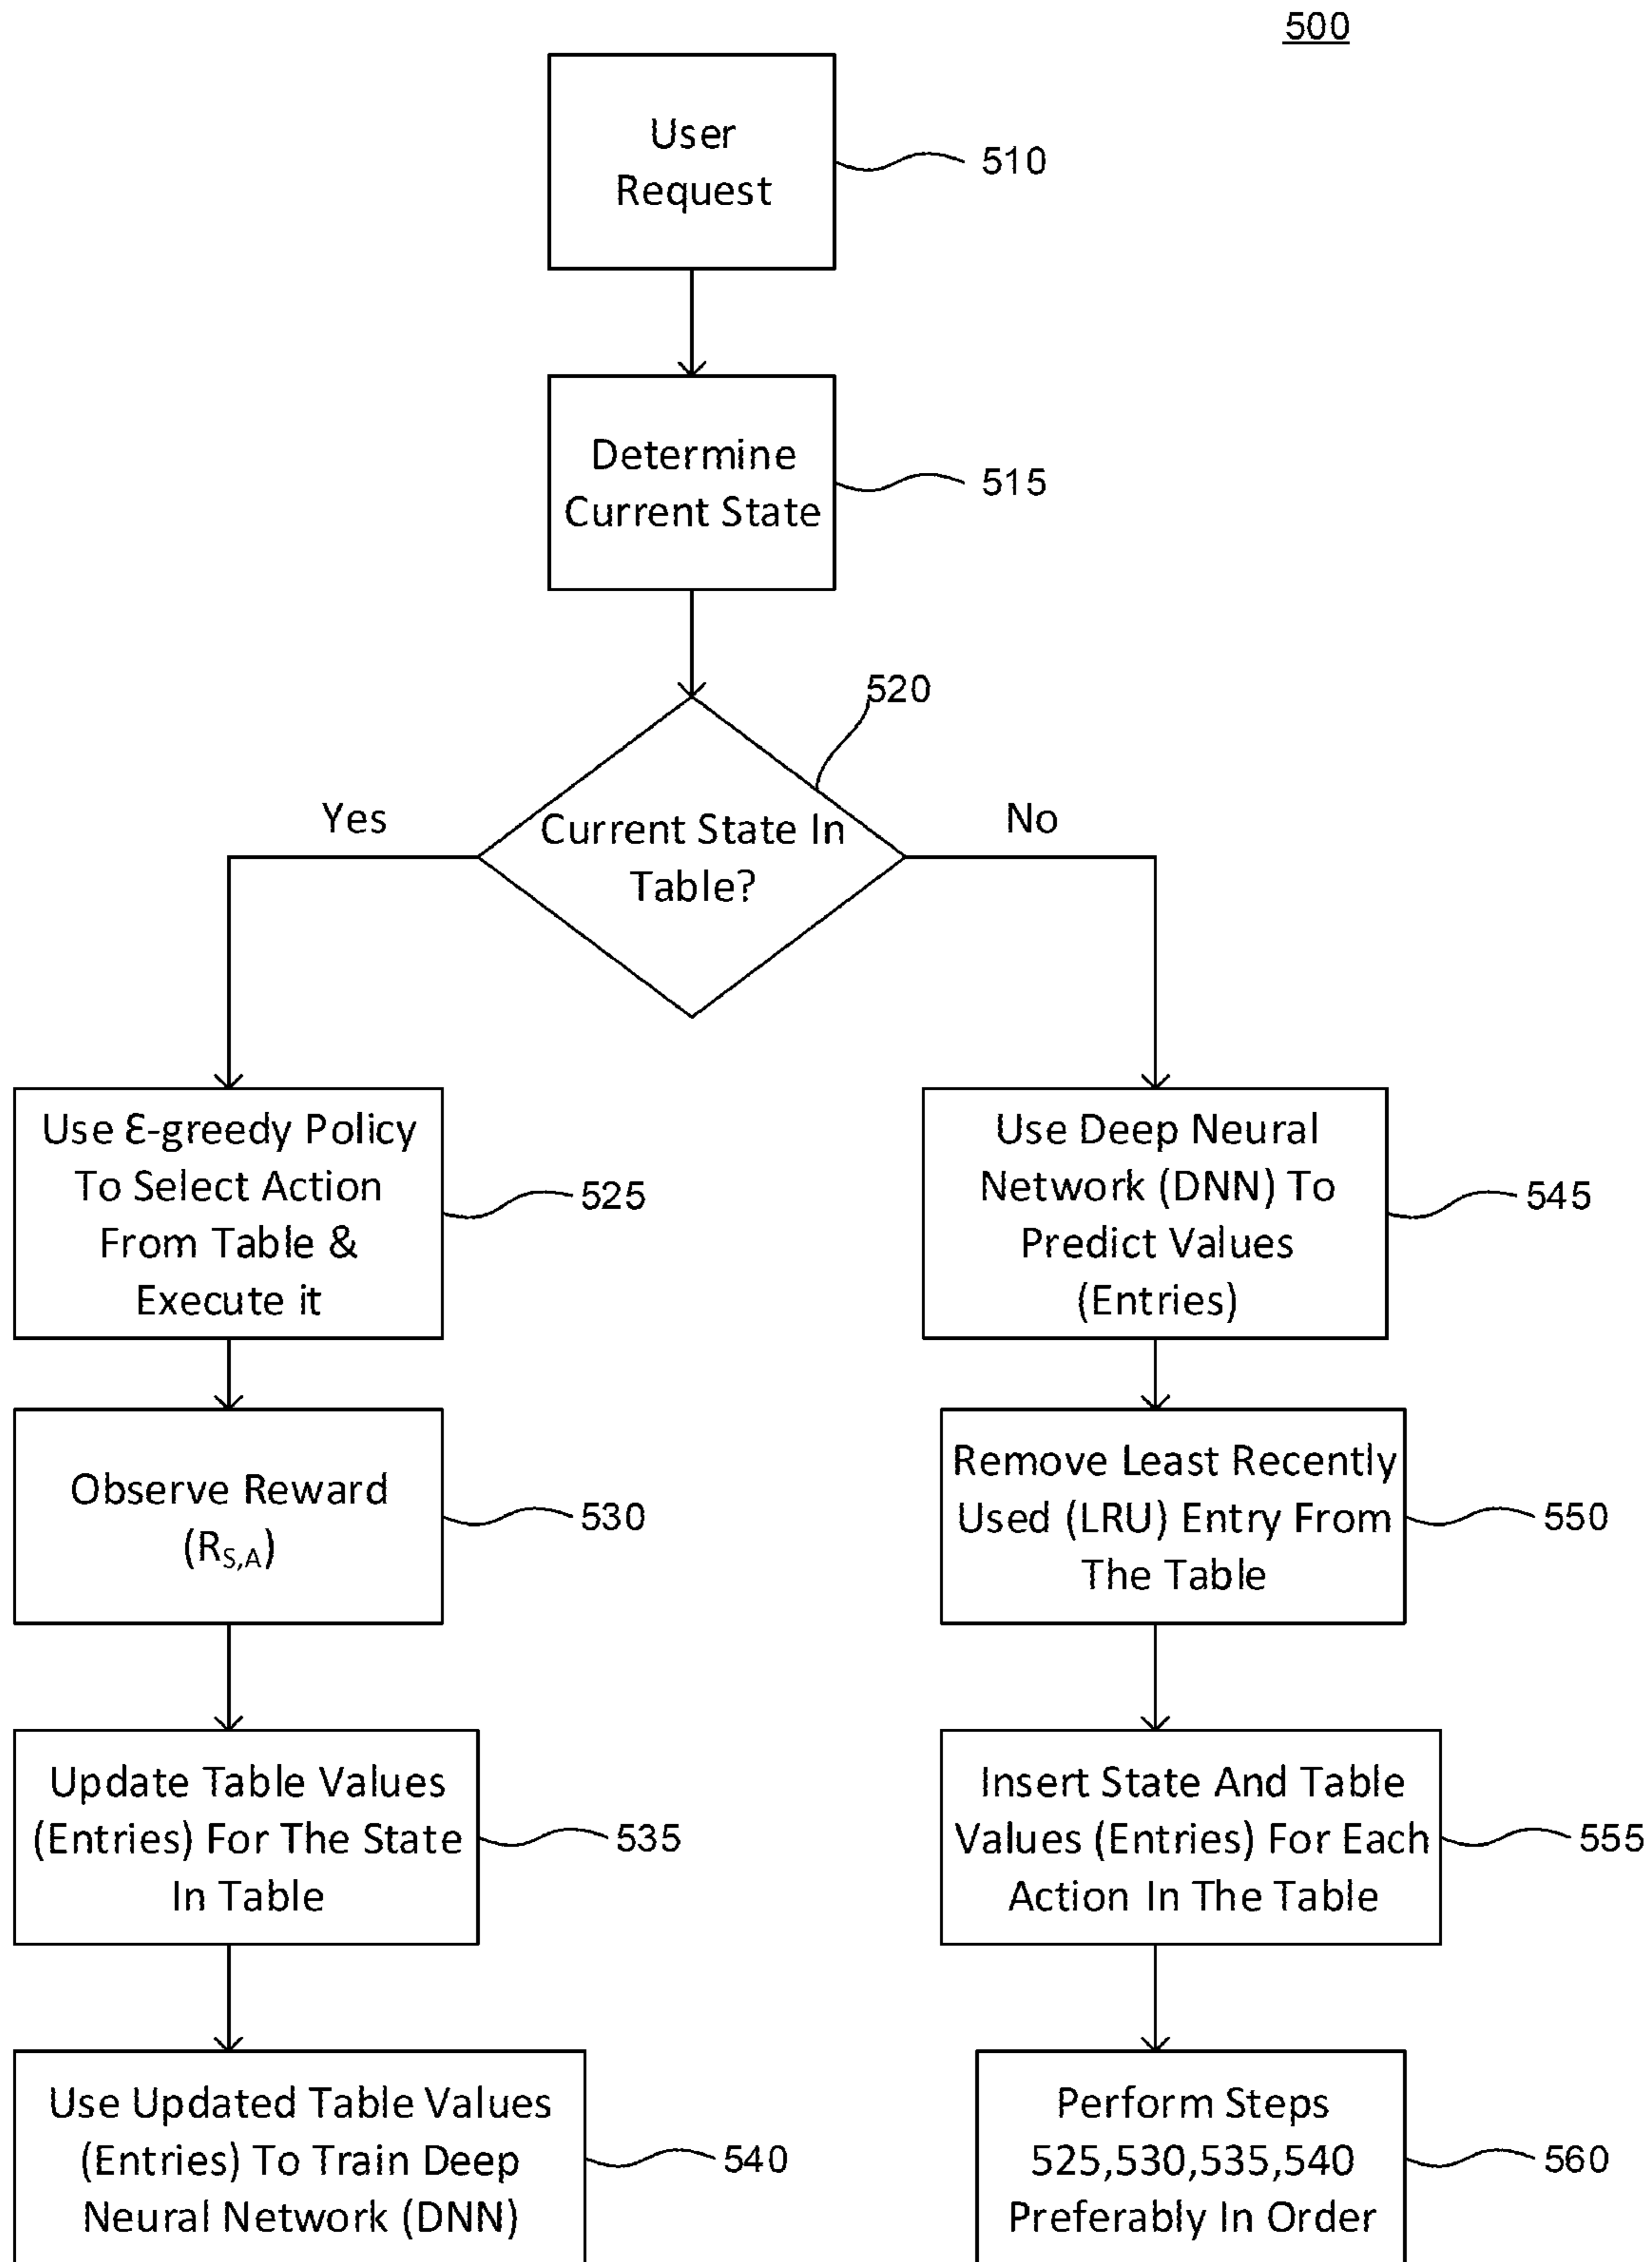 500
User
Request
510
Determine
Current State
515
520
Yes
Current State In
Table?
No
Use Ɛ-greedy Policy
To Select Action
From Table &
Execute it
525
Observe Reward
(R_S,A)
530
Update Table Values
(Entries) For The State
In Table
535
Use Updated Table Values
(Entries) To Train Deep
Neural Network (DNN)
540
Use Deep Neural
Network (DNN) To
Predict Values
(Entries)
545
Remove Least Recently
Used (LRU) Entry From
The Table
550
Insert State And Table
Values (Entries) For Each
Action In The Table
555
Perform Steps
525,530,535,540
Preferably In Order
560